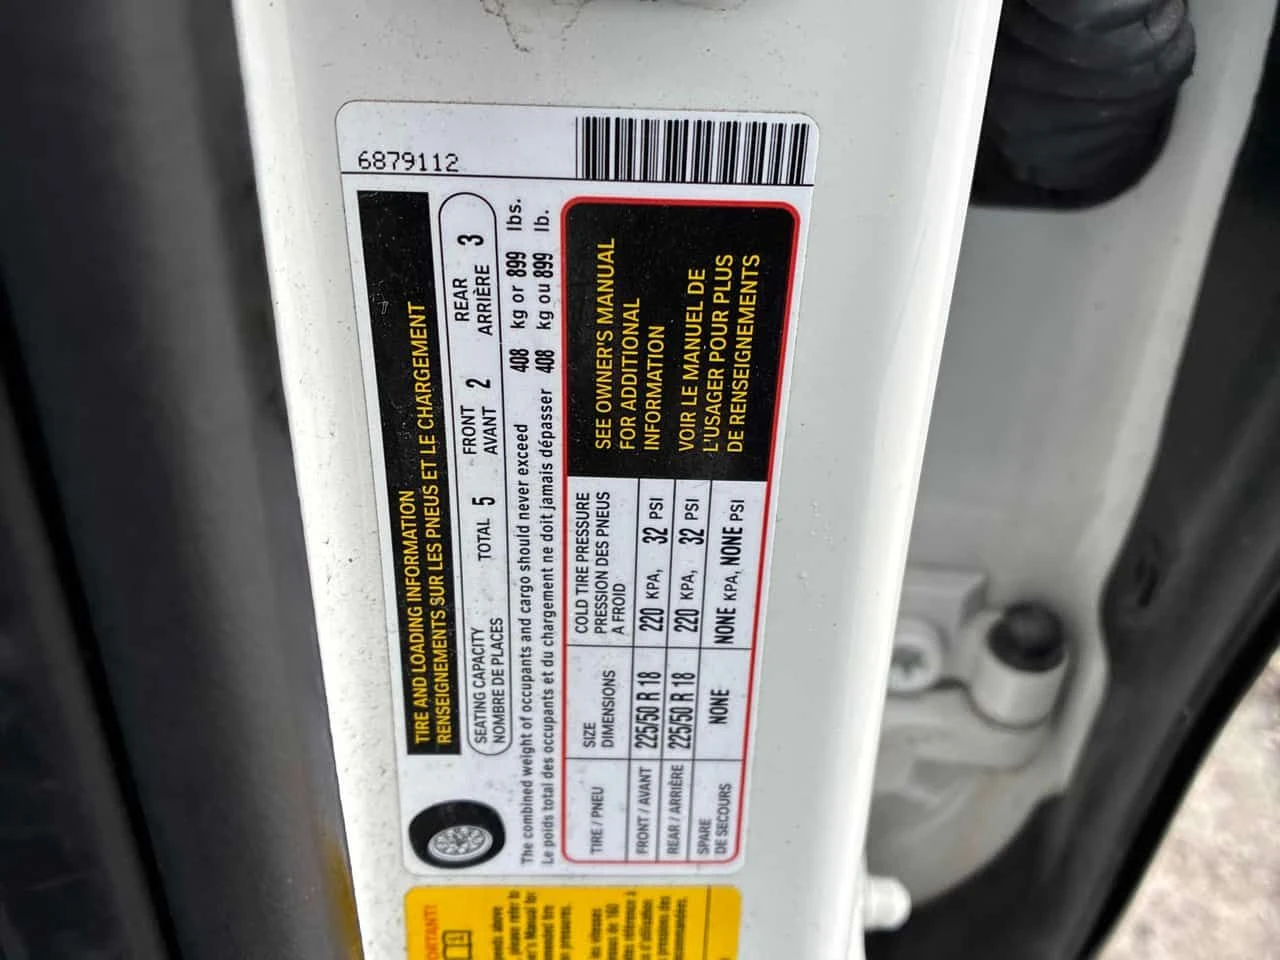 6879112
TIRE AND LOADING INFORMATION
RENSEIGNEMENTS SUR LES PNEUS ET LE CHARGEMENT
SEATING CAPACITY TOTAL 5 FRONT 2 REAR 3
NOMBRE DE PLACES AVANT ARRIÈRE
The combined weight of occupants and cargo should never exceed 408 kg or 899 lbs.
Le poids total des occupants et du chargement ne doit jamais dépasser 408 kg ou 899 lb.
TIRE / PNEU SIZE DIMENSIONS COLD TIRE PRESSURE PRESSION DES PNEUS A FROID
FRONT / AVANT 225/50 R 18 220 KPA, 32 PSI
REAR / ARRIÈRE 225/50 R 18 220 KPA, 32 PSI
SPARE DE SECOURS NONE NONE KPA, NONE PSI
SEE OWNER'S MANUAL
FOR ADDITIONAL
INFORMATION
VOIR LE MANUEL DE
L'USAGER POUR PLUS
DE RENSEIGNEMENTS